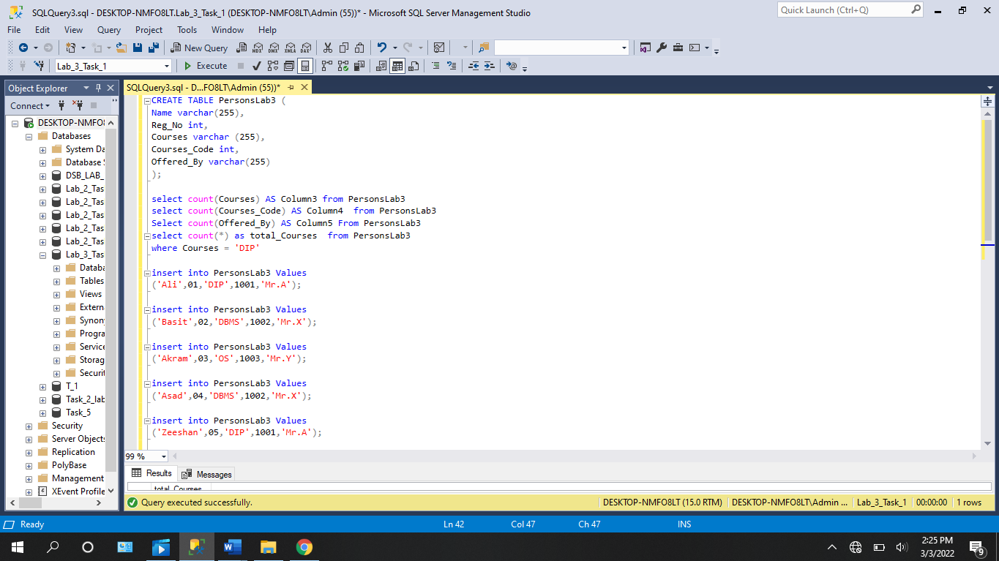 SQLQuery3.sql - DESKTOP-NMFO8LT.Lab_3_Task_1 (DESKTOP-NMFO8LT\Admin (55))* - Microsoft SQL Server Management Studio
Quick Launch (Ctrl+Q)
File Edit View Query Project Tools Window Help
New Query MDX DMX XMLA DAX
Lab_3_Task_1 Execute
Object Explorer
SQLQuery3.sql - D...FO8LT\Admin (55))*
Connect
DESKTOP-NMFO8
Databases
System Da
Database S
DSB_LAB_
Lab_2_Tas
Lab_2_Tas
Lab_2_Tas
Lab_2_Tas
Lab_2_Tas
Lab_3_Tas
Databa
Tables
Views
Extern
Synony
Progra
Service
Storag
Securit
T_1
Task_2_lab
Task_5
Security
Server Objects
Replication
PolyBase
Management
XEvent Profile
CREATE TABLE PersonsLab3 (
Name varchar(255),
Reg_No int,
Courses varchar (255),
Courses_Code int,
Offered_By varchar(255)
);
select count(Courses) AS Column3 from PersonsLab3
select count(Courses_Code) AS Column4  from PersonsLab3
Select count(Offered_By) AS Column5 From PersonsLab3
select count(*) as total_Courses  from PersonsLab3
where Courses = 'DIP'
insert into PersonsLab3 Values
('Ali',01,'DIP',1001,'Mr.A');
insert into PersonsLab3 Values
('Basit',02,'DBMS',1002,'Mr.X');
insert into PersonsLab3 Values
('Akram',03,'OS',1003,'Mr.Y');
insert into PersonsLab3 Values
('Asad',04,'DBMS',1002,'Mr.X');
insert into PersonsLab3 Values
('Zeeshan',05,'DIP',1001,'Mr.A');
99 %
Results Messages
total_Courses
Query executed successfully.
DESKTOP-NMFO8LT (15.0 RTM) DESKTOP-NMFO8LT\Admin ... Lab_3_Task_1 00:00:00 1 rows
Ready Ln 42 Col 47 Ch 47 INS
2:25 PM
3/3/2022
9